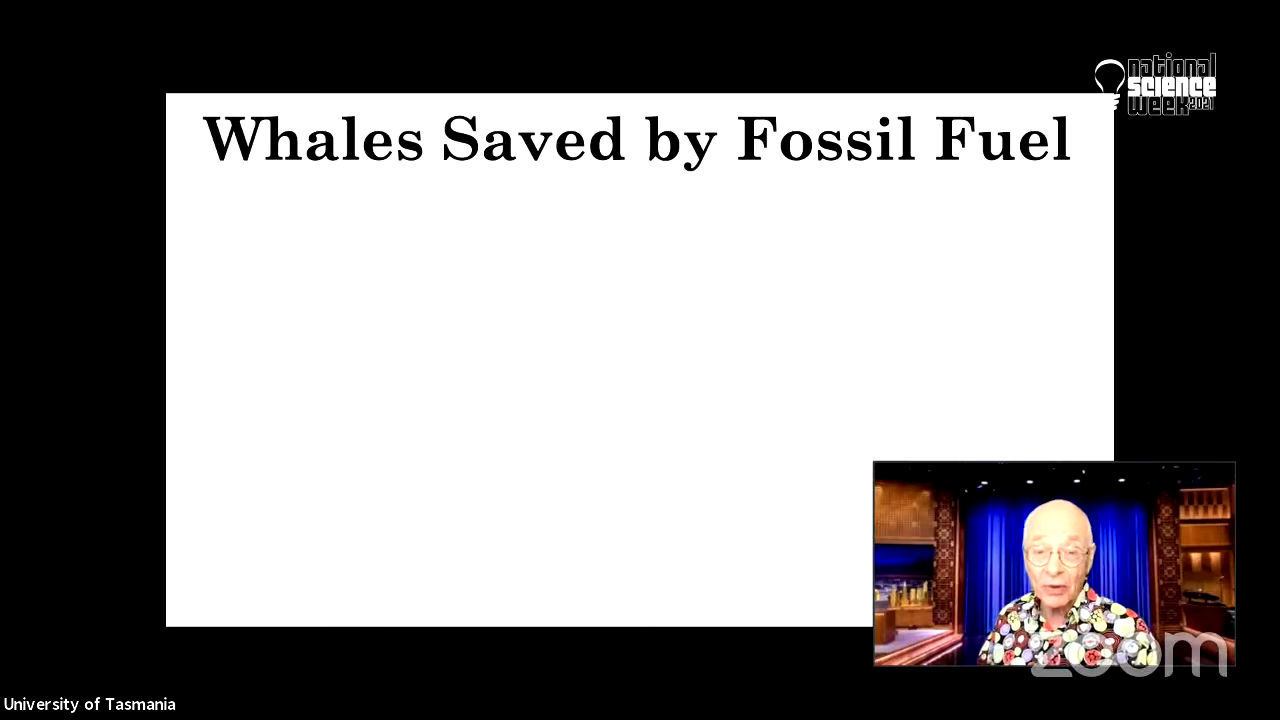 national
science
week 2021
Whales Saved by Fossil Fuel
zoom
University of Tasmania